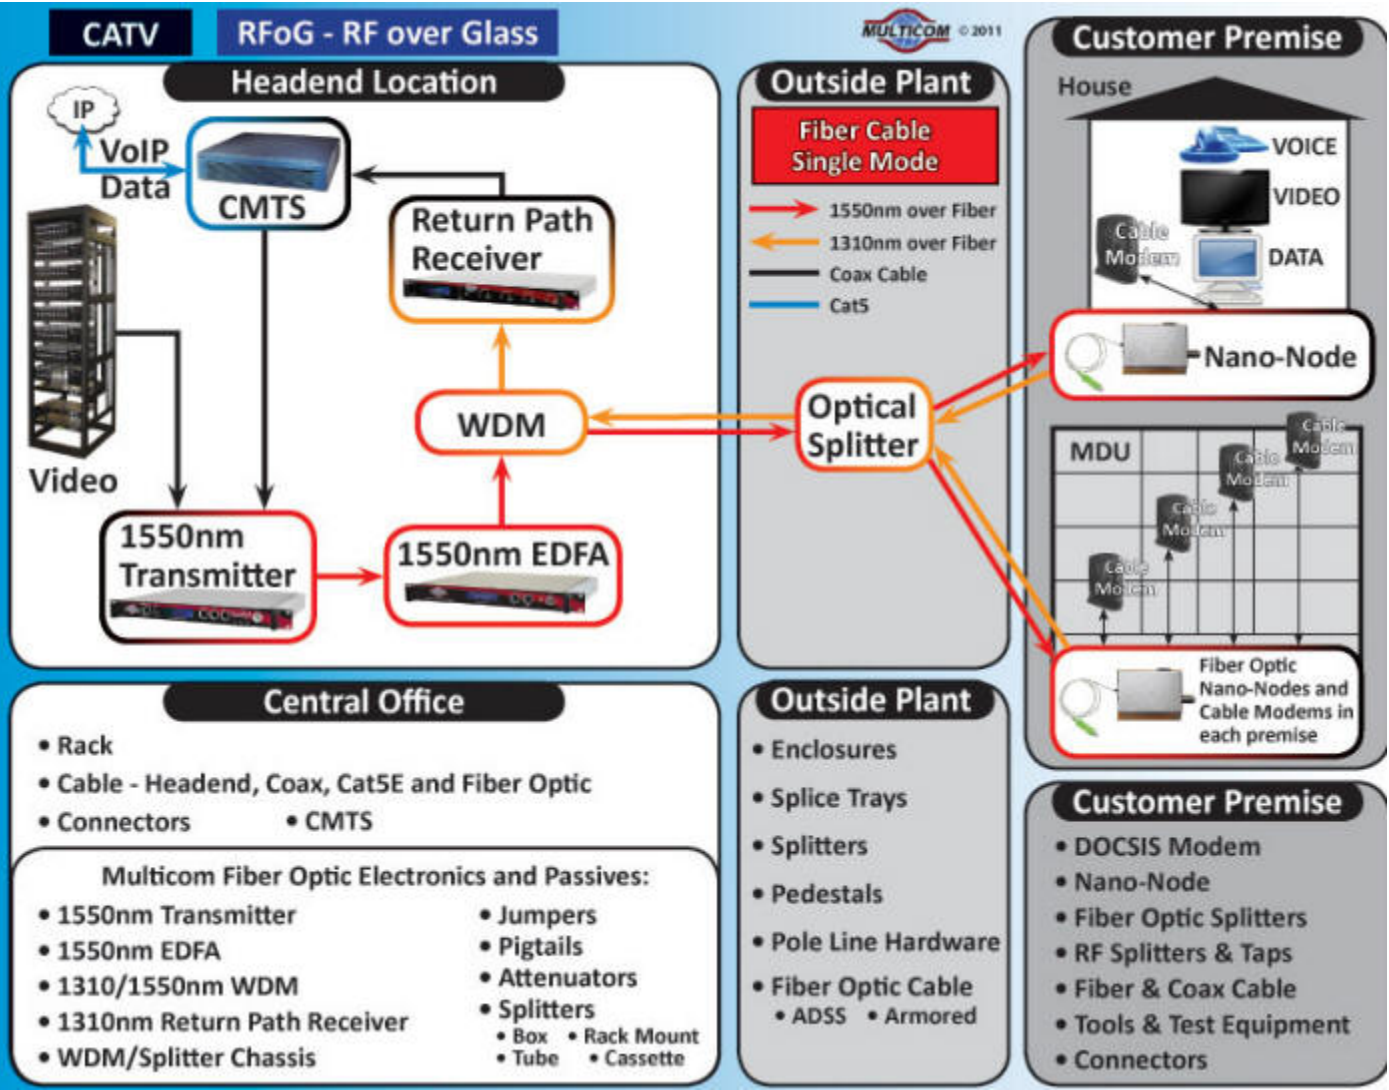 CATV
RFoG - RF over Glass
MULTICOM © 2011
Headend Location
IP
VoIP
Data
CMTS
Return Path
Receiver
WDM
Video
1550nm
Transmitter
1550nm EDFA
Outside Plant
Fiber Cable
Single Mode
1550nm over Fiber
1310nm over Fiber
Coax Cable
Cat5
Optical
Splitter
Customer Premise
House
VOICE
VIDEO
DATA
Cable
Modem
Nano-Node
MDU
Cable
Modem
Cable
Modem
Cable
Modem
Cable
Modem
Fiber Optic
Nano-Nodes and
Cable Modems in
each premise
Central Office
• Rack
• Cable - Headend, Coax, Cat5E and Fiber Optic
• Connectors • CMTS
Multicom Fiber Optic Electronics and Passives:
• 1550nm Transmitter
• 1550nm EDFA
• 1310/1550nm WDM
• 1310nm Return Path Receiver
• WDM/Splitter Chassis
• Jumpers
• Pigtails
• Attenuators
• Splitters
• Box • Rack Mount
• Tube • Cassette
Outside Plant
• Enclosures
• Splice Trays
• Splitters
• Pedestals
• Pole Line Hardware
• Fiber Optic Cable
• ADSS • Armored
Customer Premise
• DOCSIS Modem
• Nano-Node
• Fiber Optic Splitters
• RF Splitters & Taps
• Fiber & Coax Cable
• Tools & Test Equipment
• Connectors